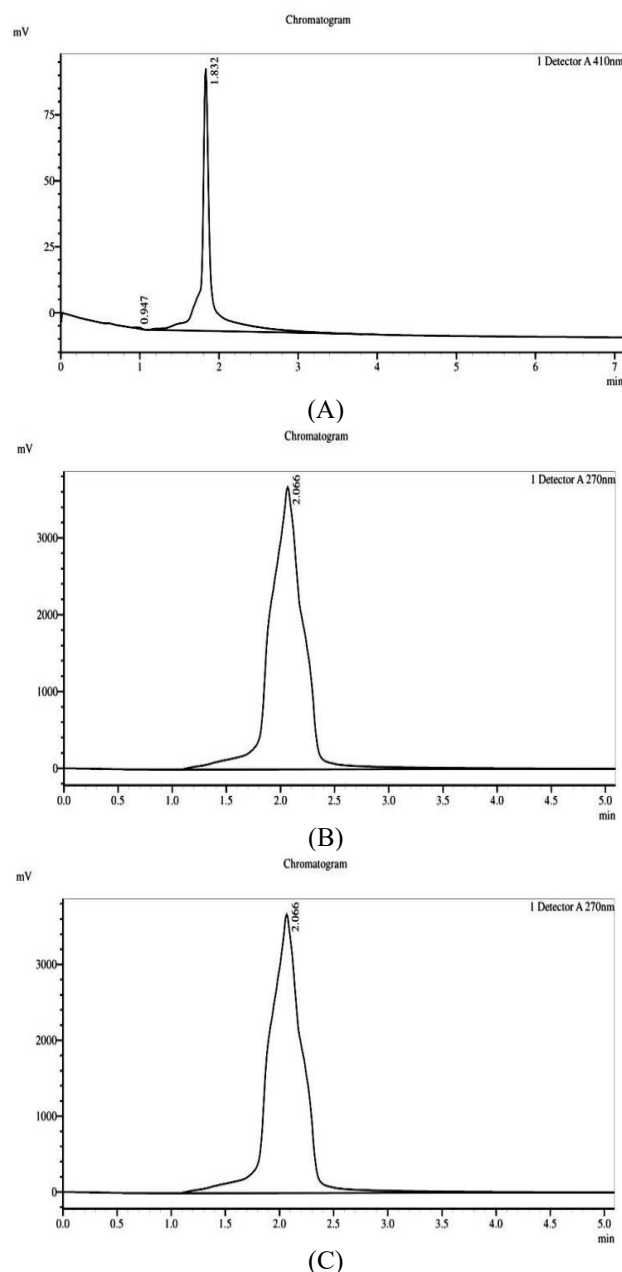 Chromatogram
mV
1 Detector A 410nm
1.832
75
50
25
0.947
0
0 1 2 3 4 5 6 7
min
(A)
Chromatogram
mV
1 Detector A 270nm
2.066
3000
2000
1000
0
0.0 0.5 1.0 1.5 2.0 2.5 3.0 3.5 4.0 4.5 5.0
min
(B)
Chromatogram
mV
1 Detector A 270nm
2.066
3000
2000
1000
0
0.0 0.5 1.0 1.5 2.0 2.5 3.0 3.5 4.0 4.5 5.0
min
(C)